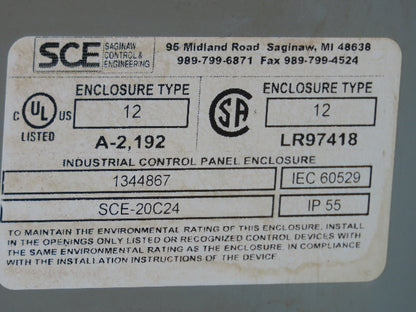 SCE SAGINAW CONTROL & ENGINEERING
95 Midland Road Saginaw, MI 48638
989-799-6871 Fax 989-799-4524
ENCLOSURE TYPE ENCLOSURE TYPE
C UL US 12 SA 12
LISTED A-2,192 LR97418
INDUSTRIAL CONTROL PANEL ENCLOSURE
1344867 IEC 60529
SCE-20C24 IP 55
TO MAINTAIN THE ENVIRONMENTAL RATING OF THIS ENCLOSURE, INSTALL
IN THE OPENINGS ONLY LISTED OR RECOGNIZED CONTROL DEVICES WITH
THE SAME ENVIRONMENTAL RATING AS THE ENCLOSURE, IN COMPLIANCE
WITH THE INSTALLATION INSTRUCTIONS OF THE DEVICE.